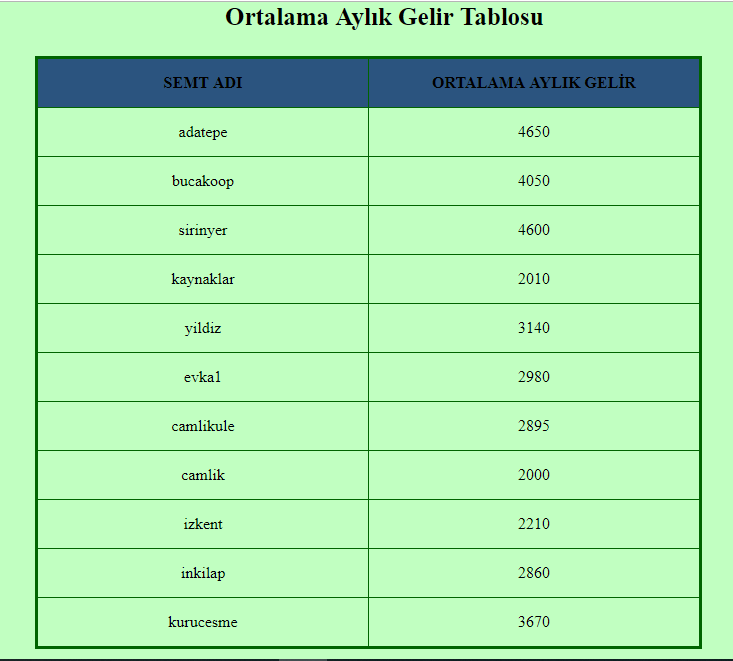 Ortalama Aylık Gelir Tablosu
SEMT ADI ORTALAMA AYLIK GELİR
adatepe 4650
bucakoop 4050
sirinyer 4600
kaynaklar 2010
yildiz 3140
evka1 2980
camlikule 2895
camlik 2000
izkent 2210
inkilap 2860
kurucesme 3670